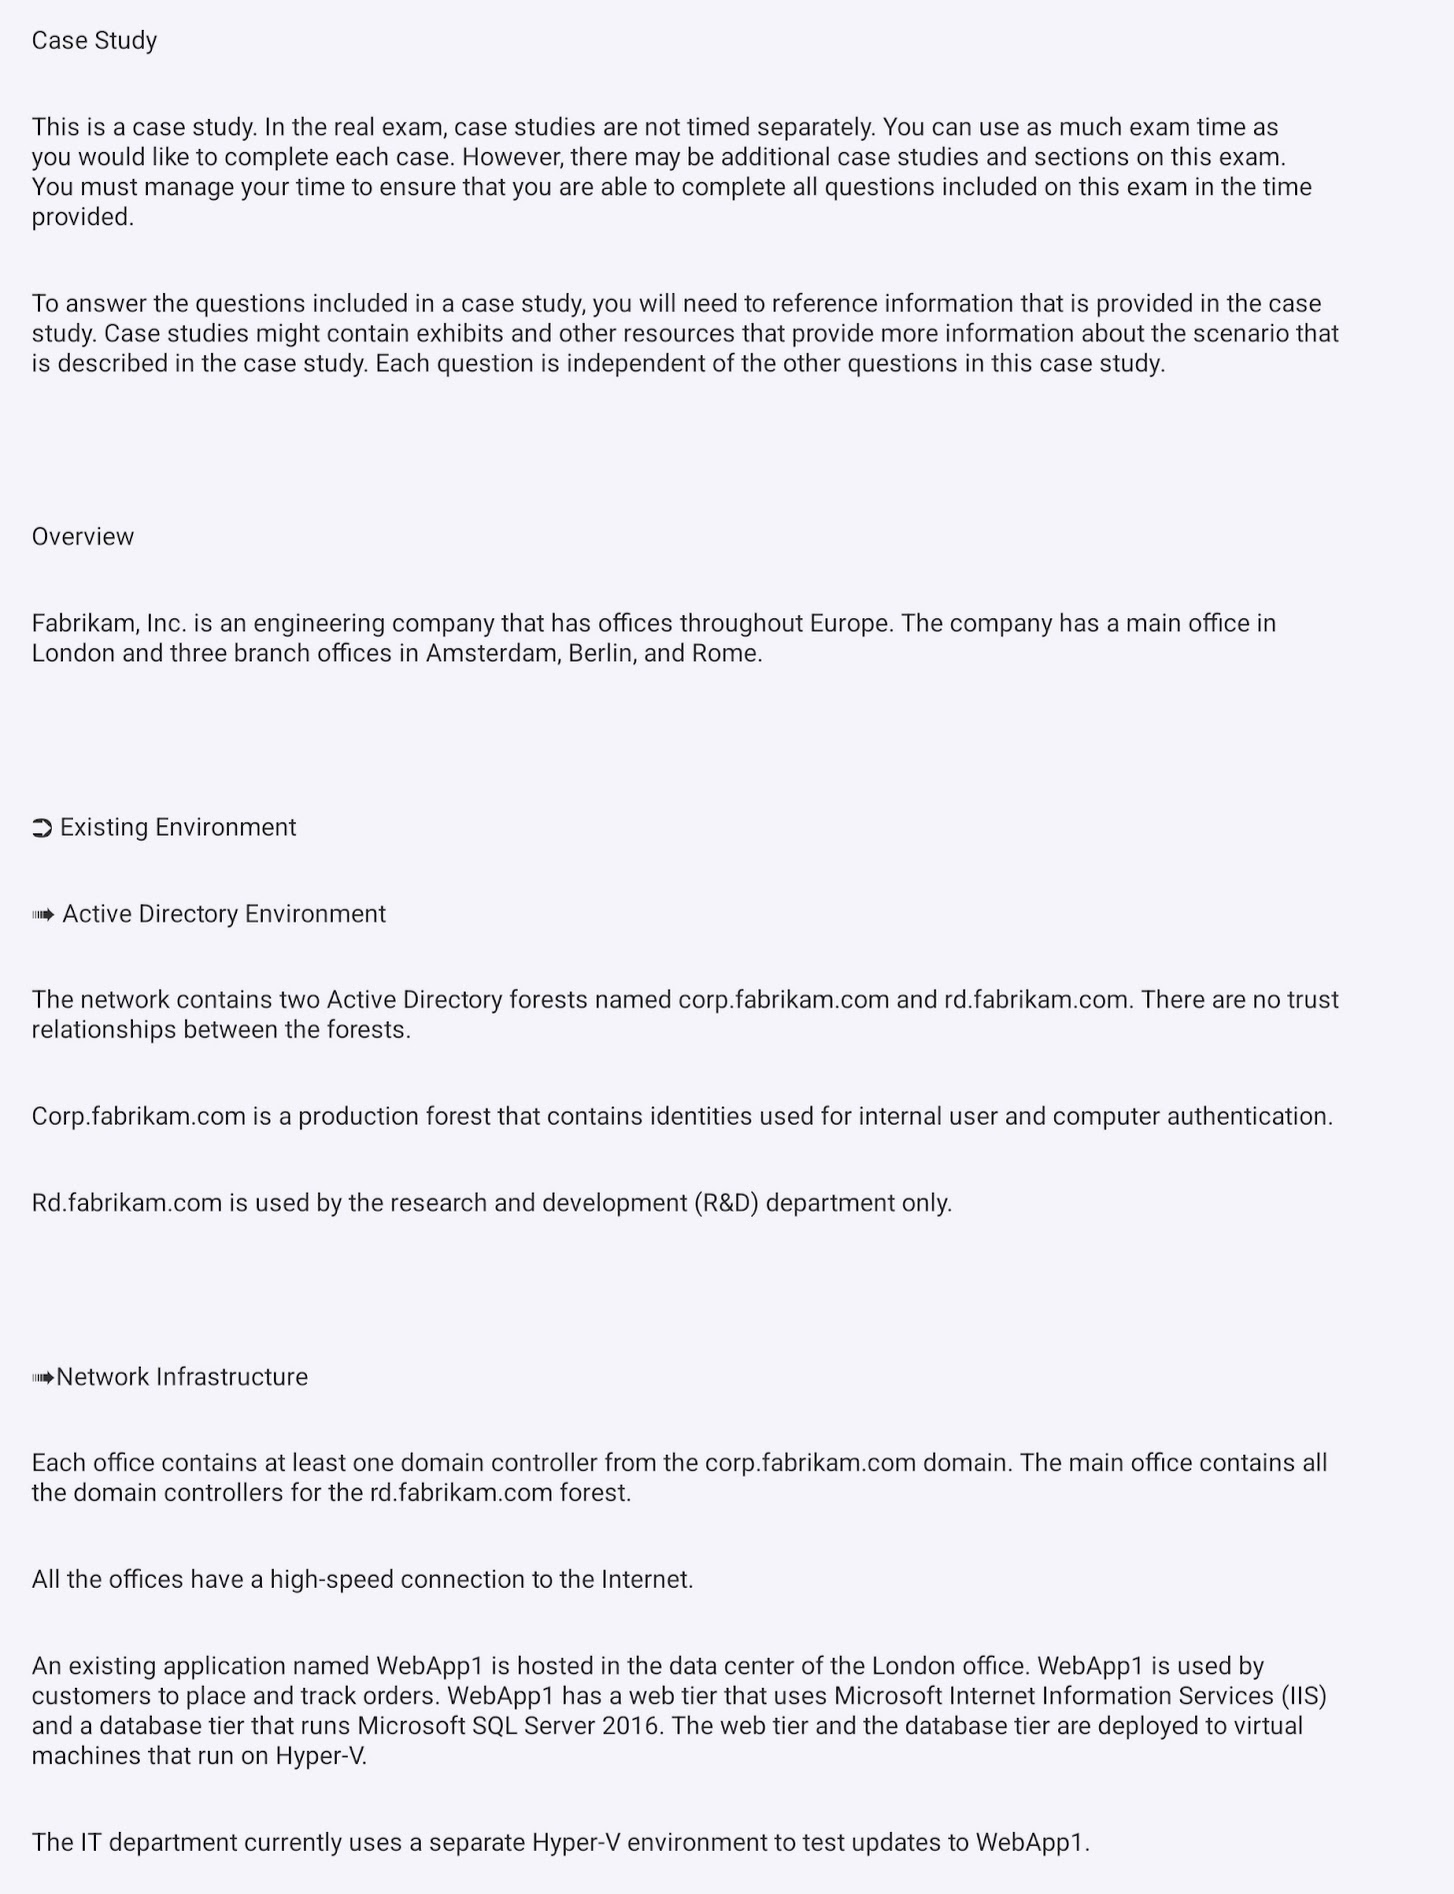 Case Study
This is a case study. In the real exam, case studies are not timed separately. You can use as much exam time as
you would like to complete each case. However, there may be additional case studies and sections on this exam.
You must manage your time to ensure that you are able to complete all questions included on this exam in the time
provided.
To answer the questions included in a case study, you will need to reference information that is provided in the case
study. Case studies might contain exhibits and other resources that provide more information about the scenario that
is described in the case study. Each question is independent of the other questions in this case study.
Overview
Fabrikam, Inc. is an engineering company that has offices throughout Europe. The company has a main office in
London and three branch offices in Amsterdam, Berlin, and Rome.
➲ Existing Environment
➠ Active Directory Environment
The network contains two Active Directory forests named corp.fabrikam.com and rd.fabrikam.com. There are no trust
relationships between the forests.
Corp.fabrikam.com is a production forest that contains identities used for internal user and computer authentication.
Rd.fabrikam.com is used by the research and development (R&D) department only.
➠Network Infrastructure
Each office contains at least one domain controller from the corp.fabrikam.com domain. The main office contains all
the domain controllers for the rd.fabrikam.com forest.
All the offices have a high-speed connection to the Internet.
An existing application named WebApp1 is hosted in the data center of the London office. WebApp1 is used by
customers to place and track orders. WebApp1 has a web tier that uses Microsoft Internet Information Services (IIS)
and a database tier that runs Microsoft SQL Server 2016. The web tier and the database tier are deployed to virtual
machines that run on Hyper-V.
The IT department currently uses a separate Hyper-V environment to test updates to WebApp1.